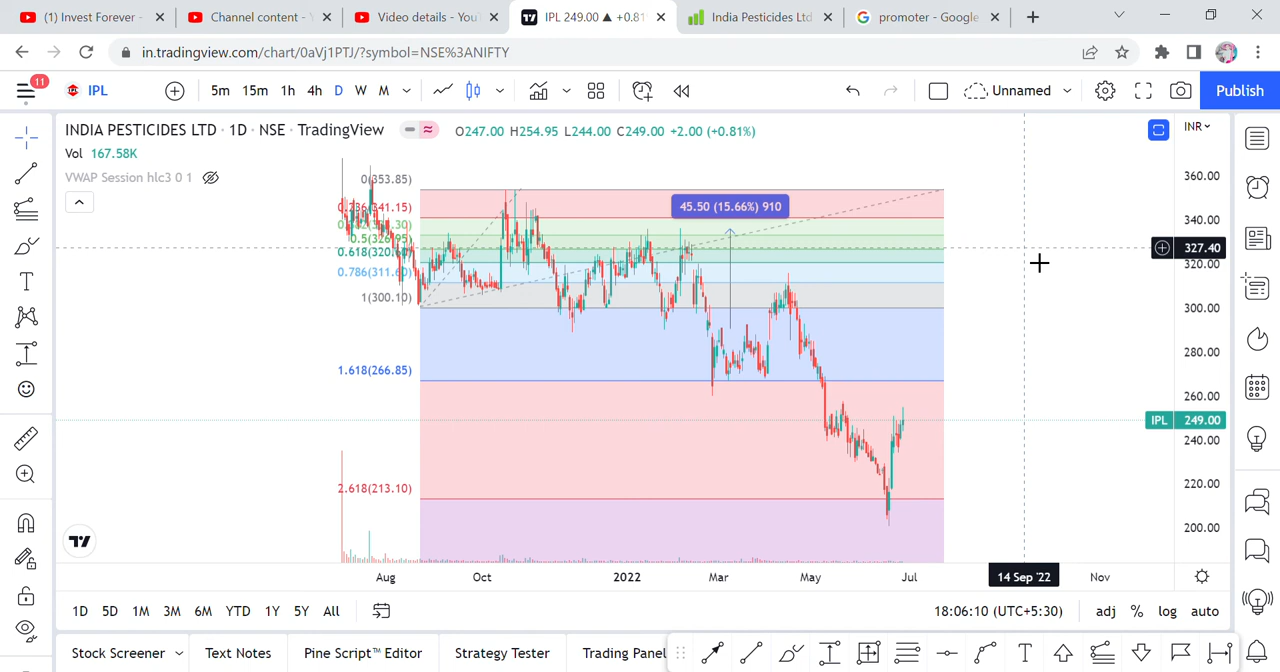 (1) Invest Forever -
Channel content -
Video details - You
IPL 249.00 ▲ +0.81
India Pesticides Ltd
promoter - Google
in.tradingview.com/chart/0aVj1PTJ/?symbol=NSE%3ANIFTY
11
IPL
5m 15m 1h 4h D W M
Unnamed
Publish
INDIA PESTICIDES LTD · 1D · NSE · TradingView
O247.00 H254.95 L244.00 C249.00 +2.00 (+0.81%)
INR
Vol 167.58K
VWAP Session hlc3 0 1
0(353.85)
45.50 (15.66%) 910
0.618(320.60)
0.786(311.60)
1(300.10)
1.618(266.85)
2.618(213.10)
360.00
340.00
327.40
320.00
300.00
280.00
260.00
IPL 249.00
240.00
220.00
200.00
Aug Oct 2022 Mar May Jul 14 Sep '22 Nov
1D 5D 1M 3M 6M YTD 1Y 5Y All
18:06:10 (UTC+5:30)
adj % log auto
Stock Screener
Text Notes
Pine Script™ Editor
Strategy Tester
Trading Panel